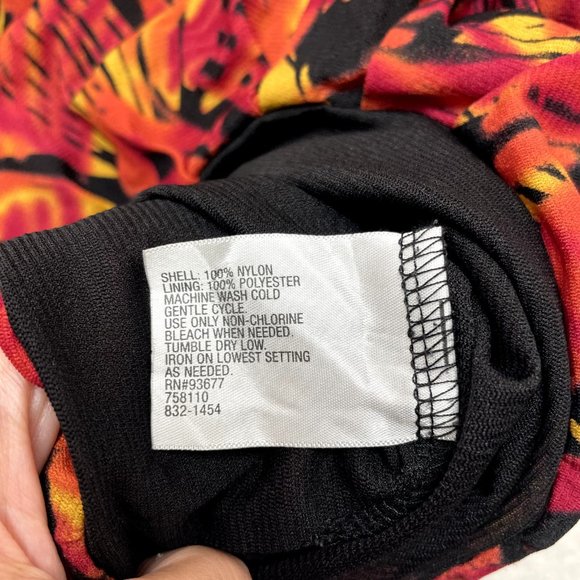 SHELL: 100% NYLON
LINING: 100% POLYESTER
MACHINE WASH COLD
GENTLE CYCLE.
USE ONLY NON-CHLORINE
BLEACH WHEN NEEDED.
TUMBLE DRY LOW.
IRON ON LOWEST SETTING
AS NEEDED.
RN#93677
758110
832-1454